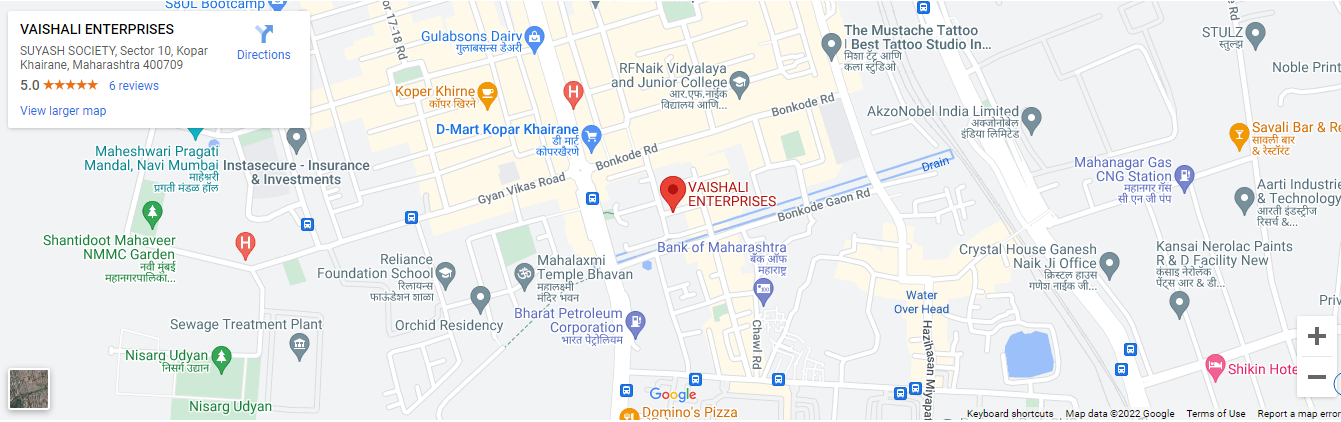 S8UL Bootcamp
VAISHALI ENTERPRISES
SUYASH SOCIETY, Sector 10, Kopar
Khairane, Maharashtra 400709
5.0
6 reviews
View larger map
Directions
or 17-18 Rd
Gulabsons Dairy
गुलाबसन्स डेअरी
The Mustache Tattoo
| Best Tattoo Studio In...
मिशा टॅटू आणि
कला स्टुडिओ
STULZ
स्तुल्झ
Noble Print
RFNaik Vidyalaya
and Junior College
आर.एफ.नाईक
विद्यालय आणि...
Koper Khirne
कॉपर खिरने
Bonkode Rd
AkzoNobel India Limited
अक्जोनोबेल
इंडिया लिमिटेड
D-Mart Kopar Khairane
डी मार्ट
कोपरखैरणे
Savali Bar & Re
सावली बार
& रेस्टॉरंट
Maheshwari Pragati
Mandal, Navi Mumbai
माहेश्वरी
प्रगती मंडळ हॉल
Instasecure - Insurance
& Investments
Bonkode Rd
Drain
Mahanagar Gas
CNG Station
महानगर गॅस
सी.एन.जी पंप
Gyan Vikas Road
VAISHALI
ENTERPRISES
Bonkode Gaon Rd
Aarti Industrie
& Technology
आरती इंडस्ट्रीज
रिसर्च &...
Shantidoot Mahaveer
NMMC Garden
नवी मुंबई
महानगरपालिका...
Bank of Maharashtra
बँक ऑफ
महाराष्ट्र
Crystal House Ganesh
Naik Ji Office
क्रिस्टल हाउस
गणेश नाईक जी...
Kansai Nerolac Paints
R & D Facility New
कंसाइ नेरोलॅक
पेंट्स आर & डी...
Reliance
Foundation School
रिलायन्स
फाऊंडेशन शाळा
Mahalaxmi
Temple Bhavan
महालक्ष्मी
मंदिर भवन
Water
Over Head
Orchid Residency
Bharat Petroleum
Corporation
भारत पेट्रोलियम
Chawl Rd
Hazihasan Miyapat
Sewage Treatment Plant
Nisarg Udyan
निसर्ग उद्यान
Nisarg Udyan
Shikin Hote
Google
Domino's Pizza
Keyboard shortcuts
Map data ©2022 Google
Terms of Use
Report a map error